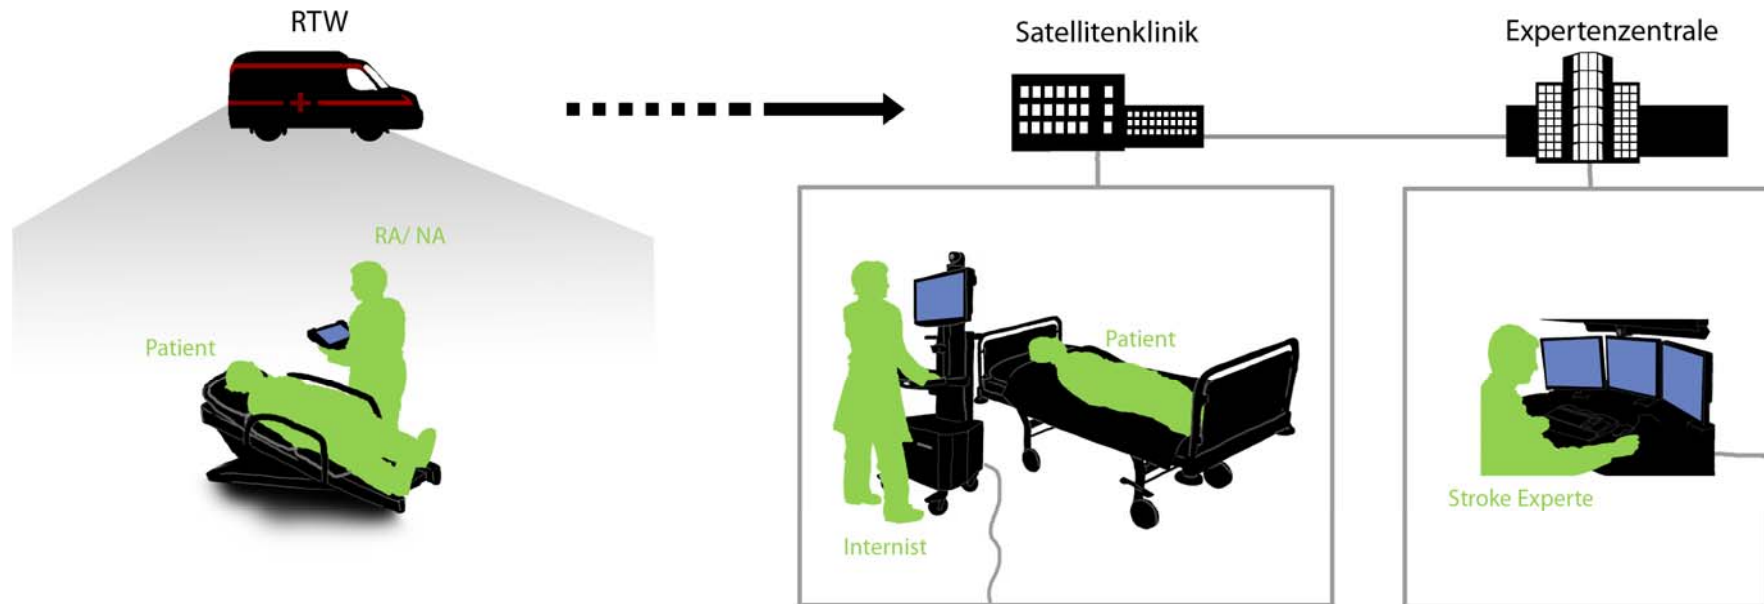 RTW
Satellitenklinik
Expertenzentrale
RA/ NA
Patient
Patient
Internist
Stroke Experte